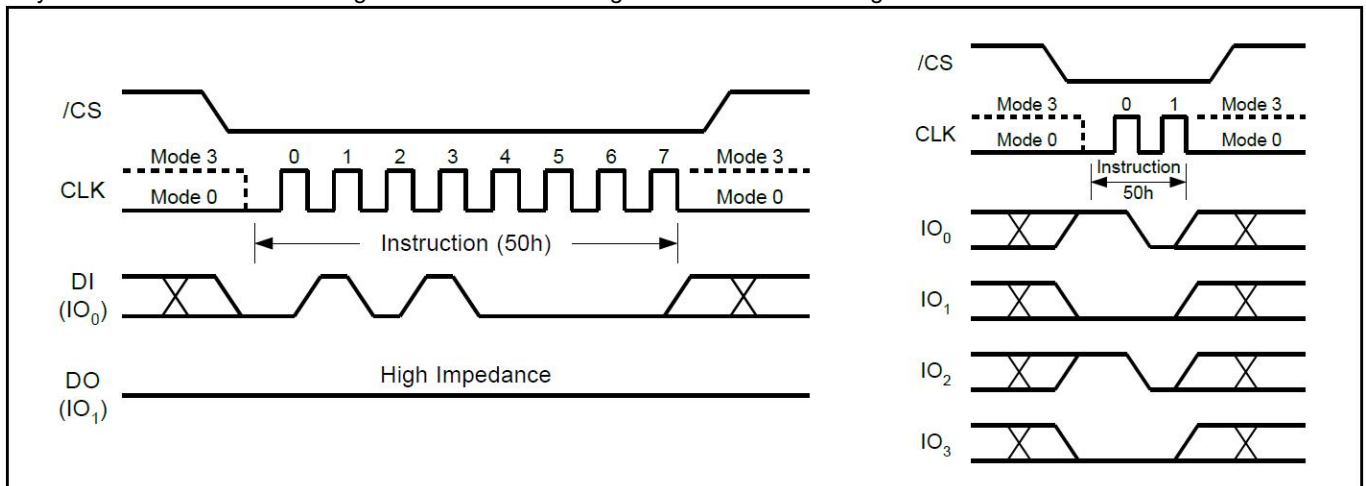 /CS
Mode 3 0 1 2 3 4 5 6 7 Mode 3
CLK
Mode 0 Mode 0
Instruction (50h)
DI
(IO0)
High Impedance
DO
(IO1)
/CS
Mode 3 0 1 Mode 3
CLK
Mode 0 Mode 0
Instruction
50h
IO0
IO1
IO2
IO3